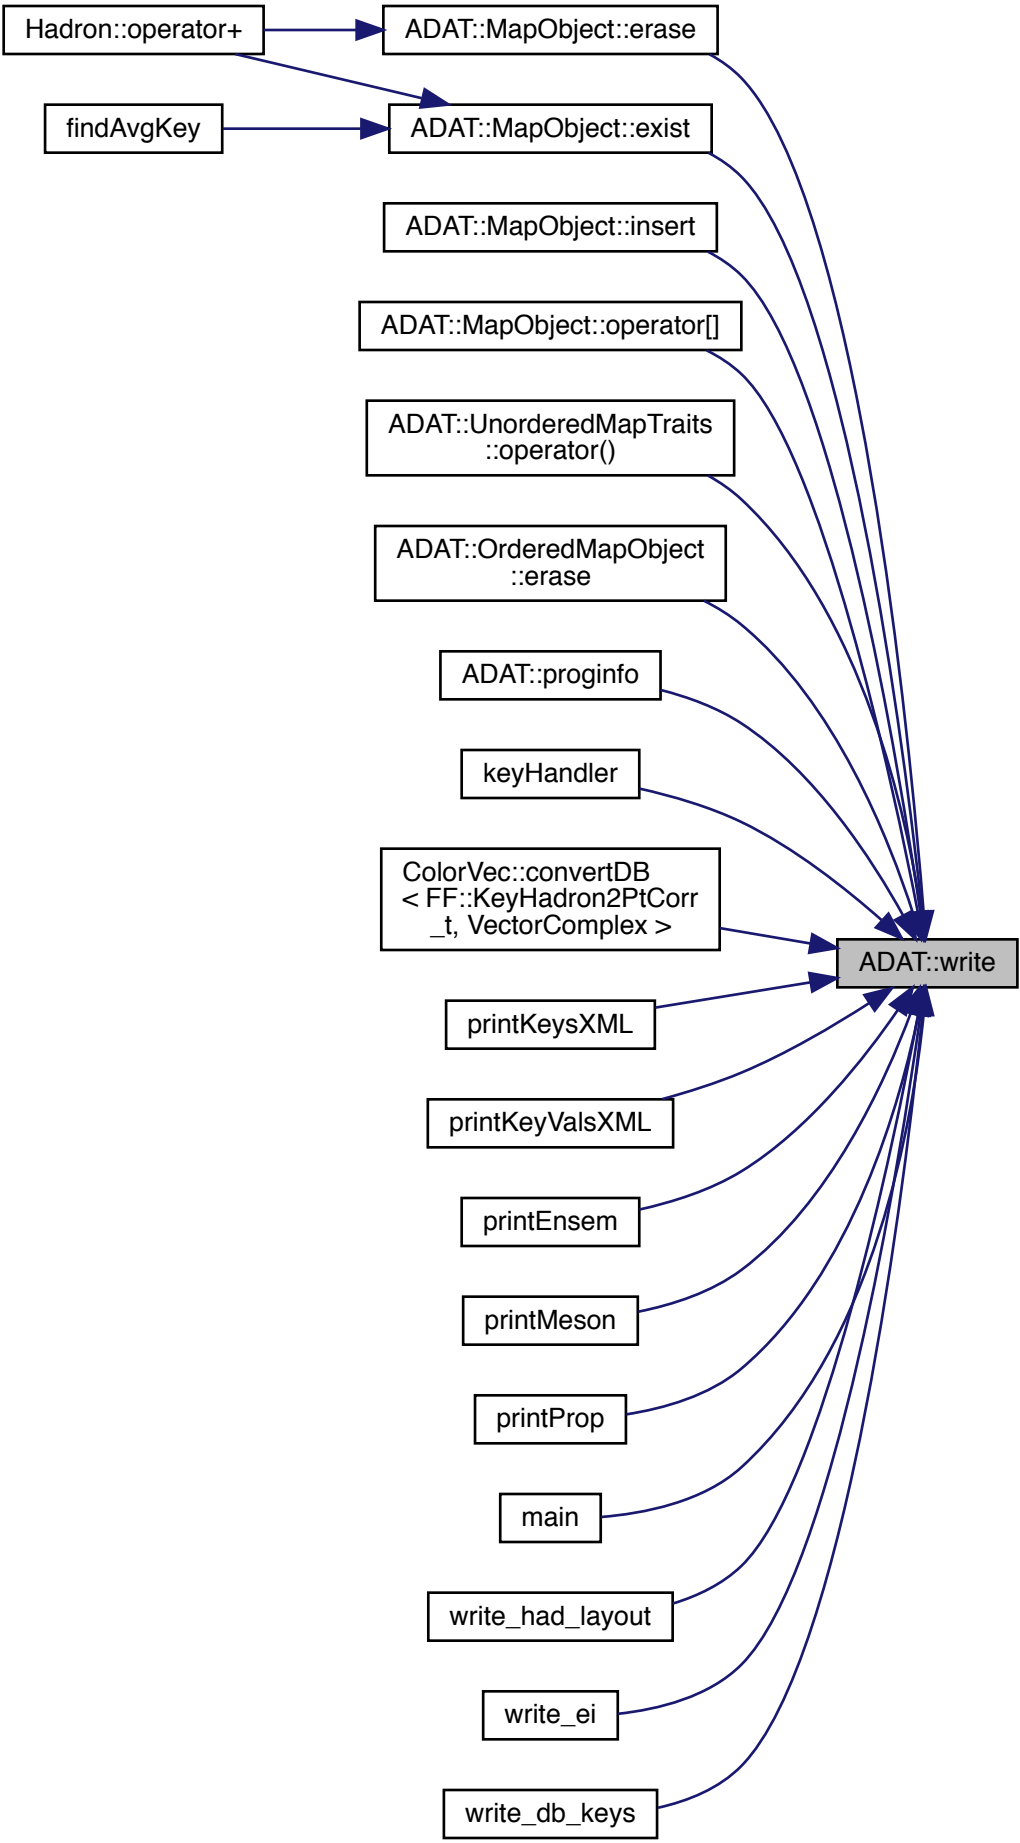 Hadron::operator+
ADAT::MapObject::erase
findAvgKey
ADAT::MapObject::exist
ADAT::MapObject::insert
ADAT::MapObject::operator[]
ADAT::UnorderedMapTraits
::operator()
ADAT::OrderedMapObject
::erase
ADAT::proginfo
keyHandler
ColorVec::convertDB
< FF::KeyHadron2PtCorr
_t, VectorComplex >
ADAT::write
printKeysXML
printKeyValsXML
printEnsem
printMeson
printProp
main
write_had_layout
write_ei
write_db_keys